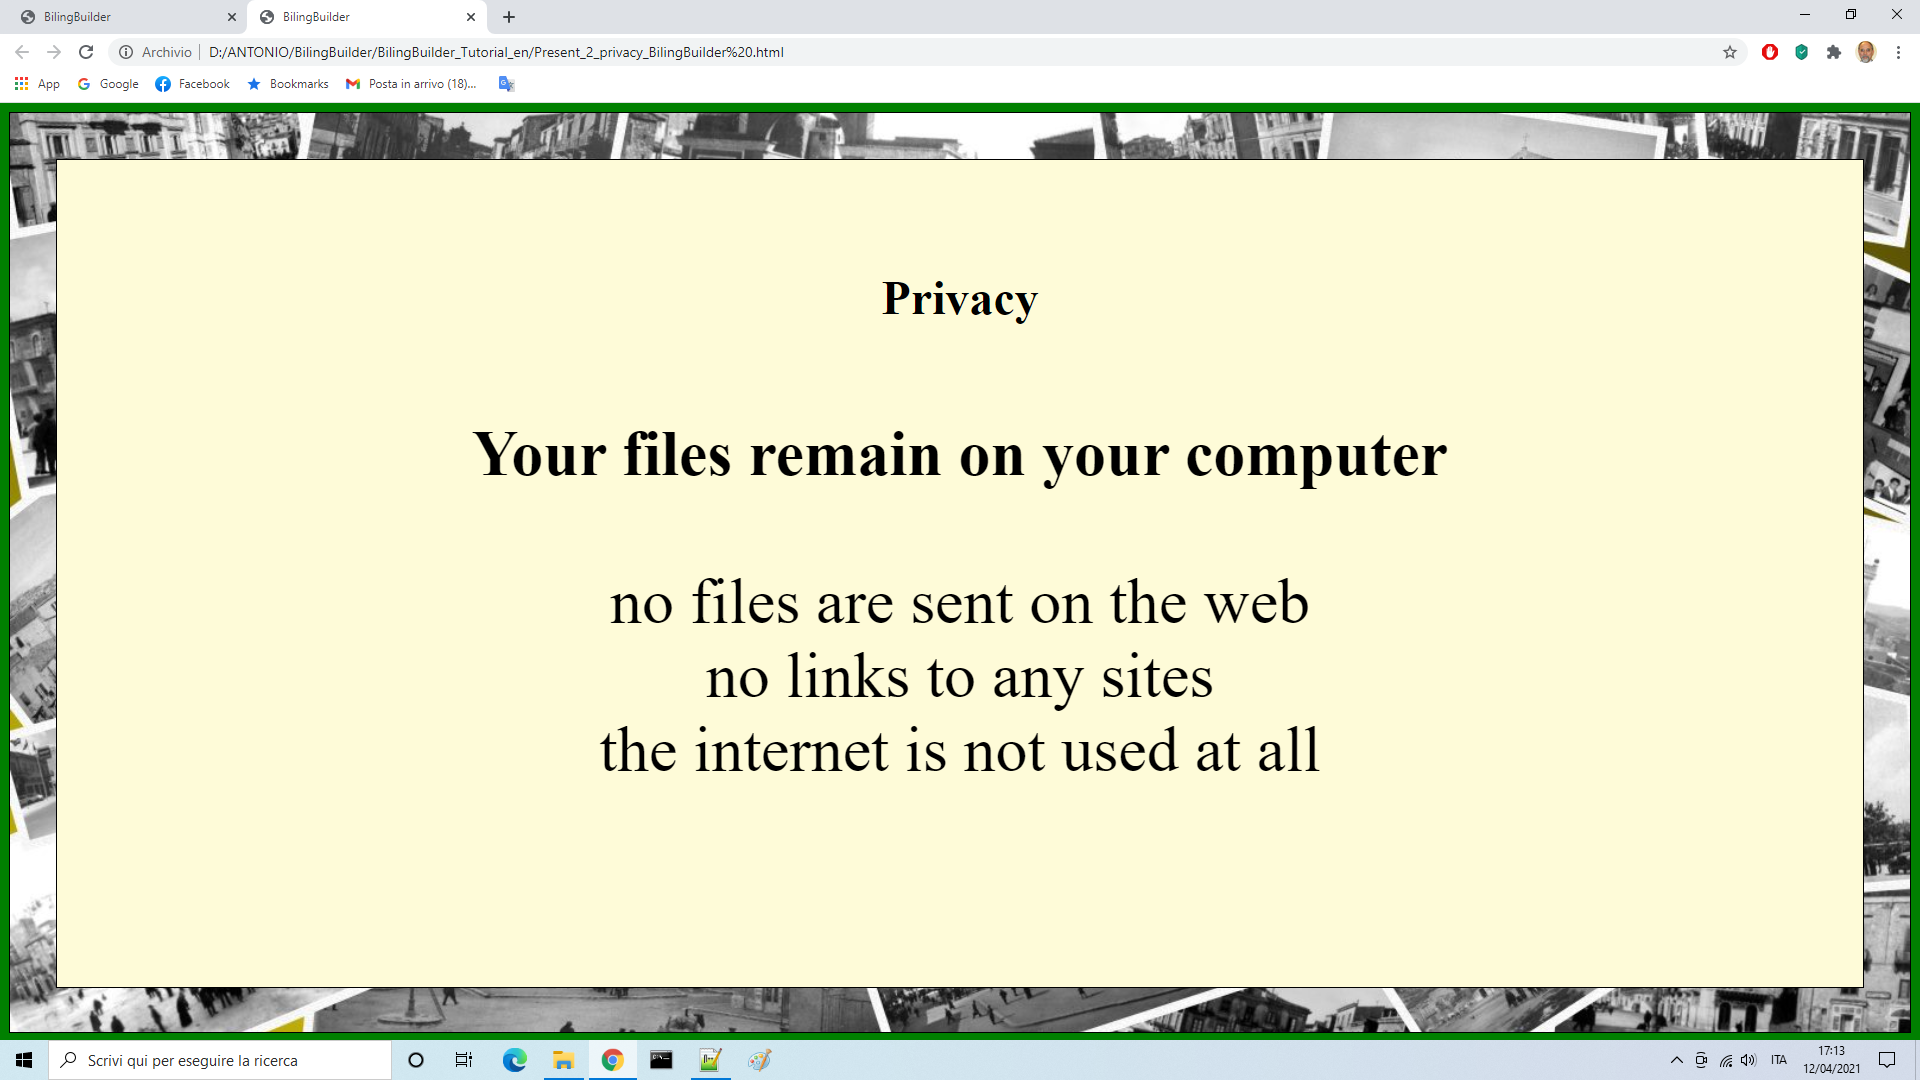 BilingBuilder
BilingBuilder
Archivio
D:/ANTONIO/BilingBuilder/BilingBuilder_Tutorial_en/Present_2_privacy_BilingBuilder%20.html
App
Google
Facebook
Bookmarks
Posta in arrivo (18)...
Privacy
Your files remain on your computer
no files are sent on the web
no links to any sites
the internet is not used at all
Scrivi qui per eseguire la ricerca
ITA
17:13
12/04/2021